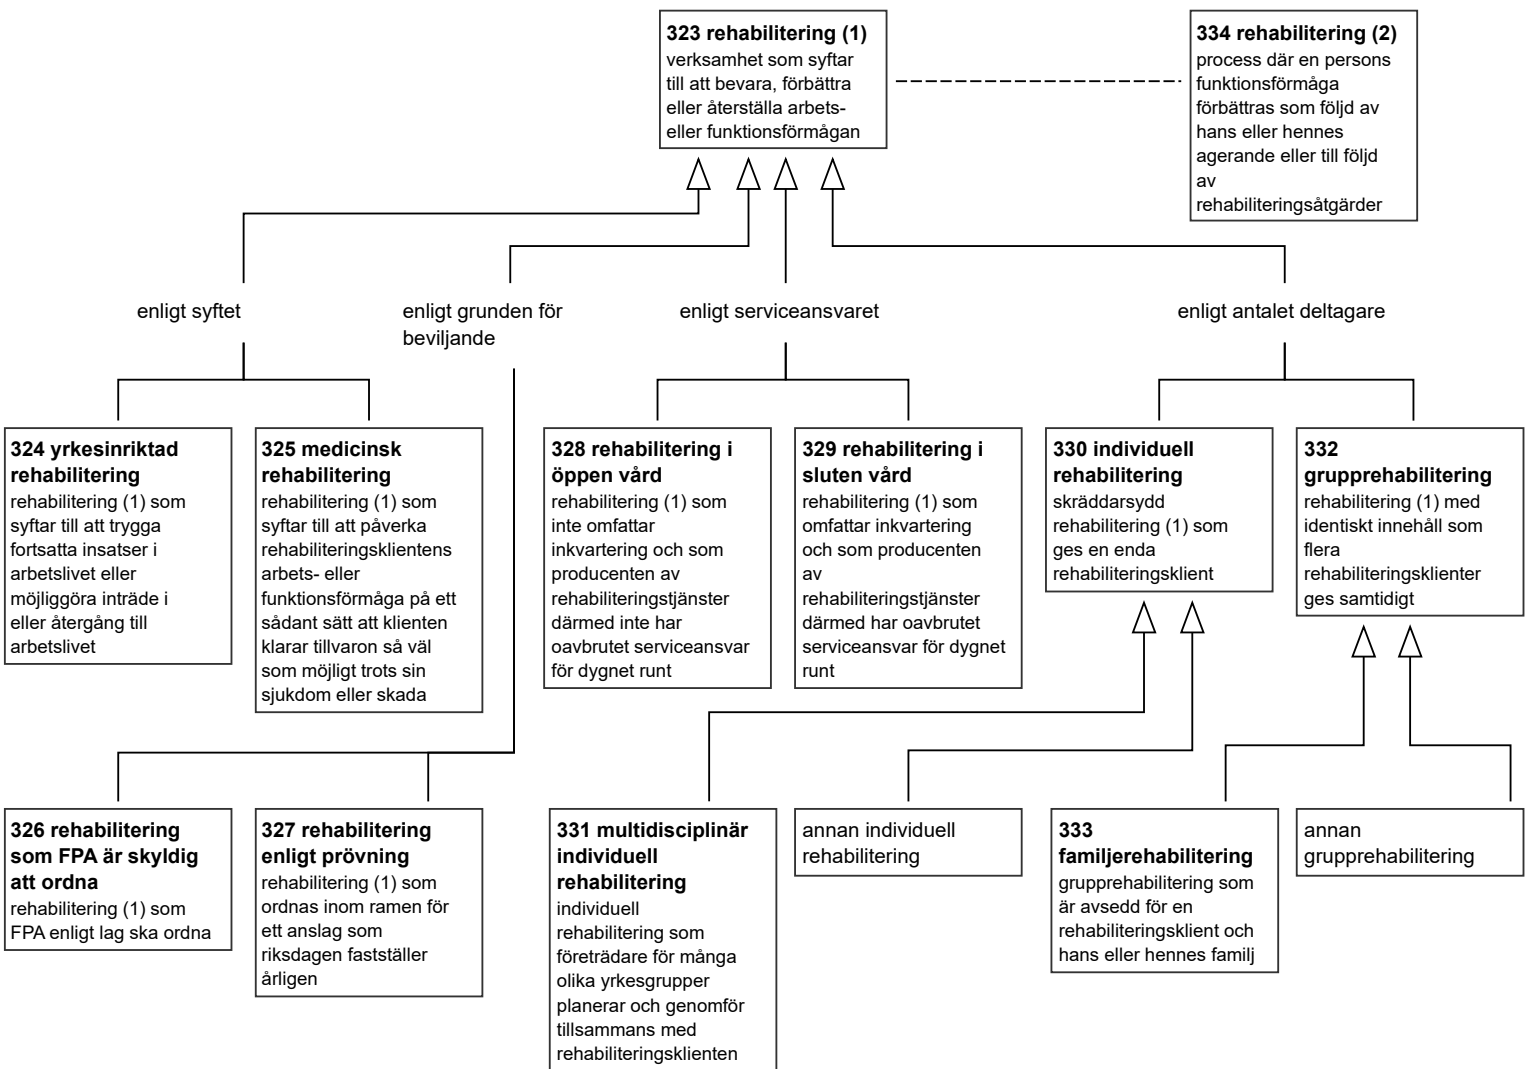 323 rehabilitering (1)
verksamhet som syftar
till att bevara, förbättra
eller återställa arbets-
eller funktionsförmågan
334 rehabilitering (2)
process där en persons
funktionsförmåga
förbättras som följd av
hans eller hennes
agerande eller till följd
av
rehabiliteringsåtgärder
enligt syftet
enligt grunden för
beviljande
enligt serviceansvaret
enligt antalet deltagare
324 yrkesinriktad
rehabilitering
rehabilitering (1) som
syftar till att trygga
fortsatta insatser i
arbetslivet eller
möjliggöra inträde i
eller återgång till
arbetslivet
325 medicinsk
rehabilitering
rehabilitering (1) som
syftar till att påverka
rehabiliteringsklientens
arbets- eller
funktionsförmåga på ett
sådant sätt att klienten
klarar tillvaron så väl
som möjligt trots sin
sjukdom eller skada
328 rehabilitering i
öppen vård
rehabilitering (1) som
inte omfattar
inkvartering och som
producenten av
rehabiliteringstjänster
därmed inte har
oavbrutet serviceansvar
för dygnet runt
329 rehabilitering i
sluten vård
rehabilitering (1) som
omfattar inkvartering
och som producenten
av
rehabiliteringstjänster
därmed har oavbrutet
serviceansvar för dygnet
runt
330 individuell
rehabilitering
skräddarsydd
rehabilitering (1) som
ges en enda
rehabiliteringsklient
332
grupprehabilitering
rehabilitering (1) med
identiskt innehåll som
flera
rehabiliteringsklienter
ges samtidigt
326 rehabilitering
som FPA är skyldig
att ordna
rehabilitering (1) som
FPA enligt lag ska ordna
327 rehabilitering
enligt prövning
rehabilitering (1) som
ordnas inom ramen för
ett anslag som
riksdagen fastställer
årligen
331 multidisciplinär
individuell
rehabilitering
individuell
rehabilitering som
företrädare för många
olika yrkesgrupper
planerar och genomför
tillsammans med
rehabiliteringsklienten
annan individuell
rehabilitering
333
familjerehabilitering
grupprehabilitering som
är avsedd för en
rehabiliteringsklient och
hans eller hennes familj
annan
grupprehabilitering